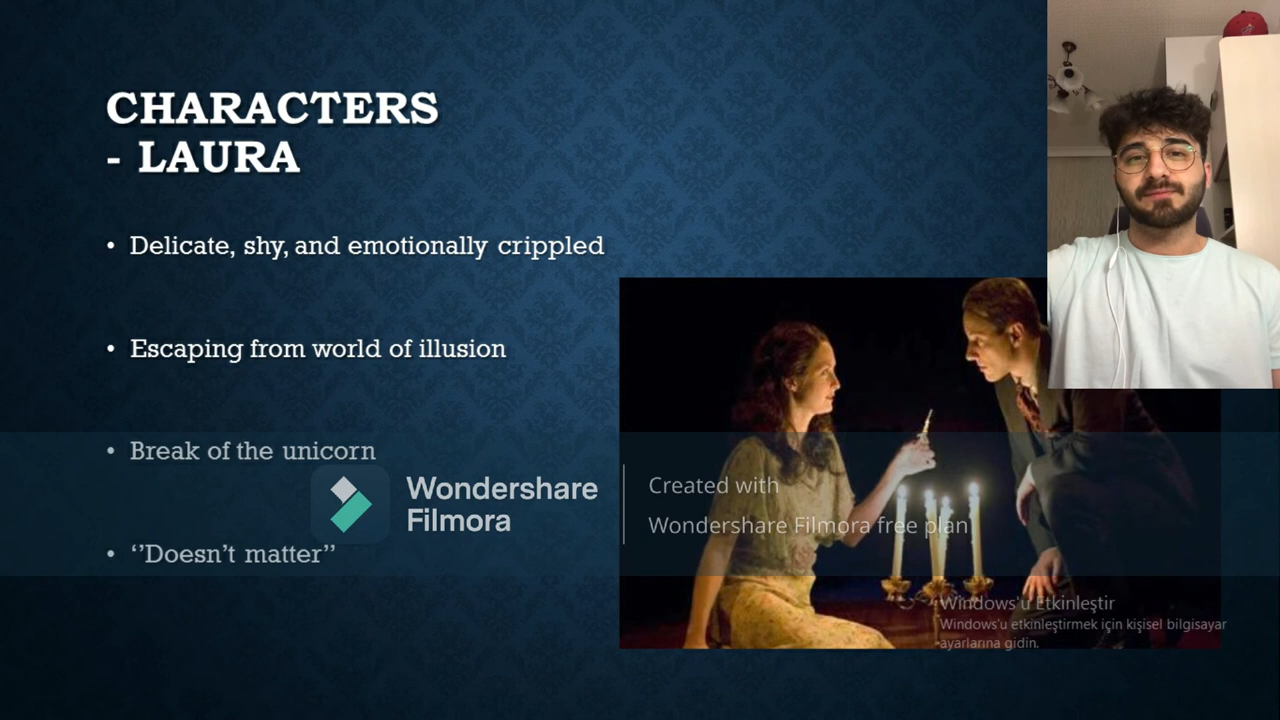 CHARACTERS
- LAURA
• Delicate, shy, and emotionally crippled
• Escaping from world of illusion
• Break of the unicorn
• ‘’Doesn’t matter’’
Wondershare
Filmora
Created with
Wondershare Filmora free plan
Windows'u Etkinleştir
Windows'u etkinleştirmek için kişisel bilgisayar
ayarlarına gidin.